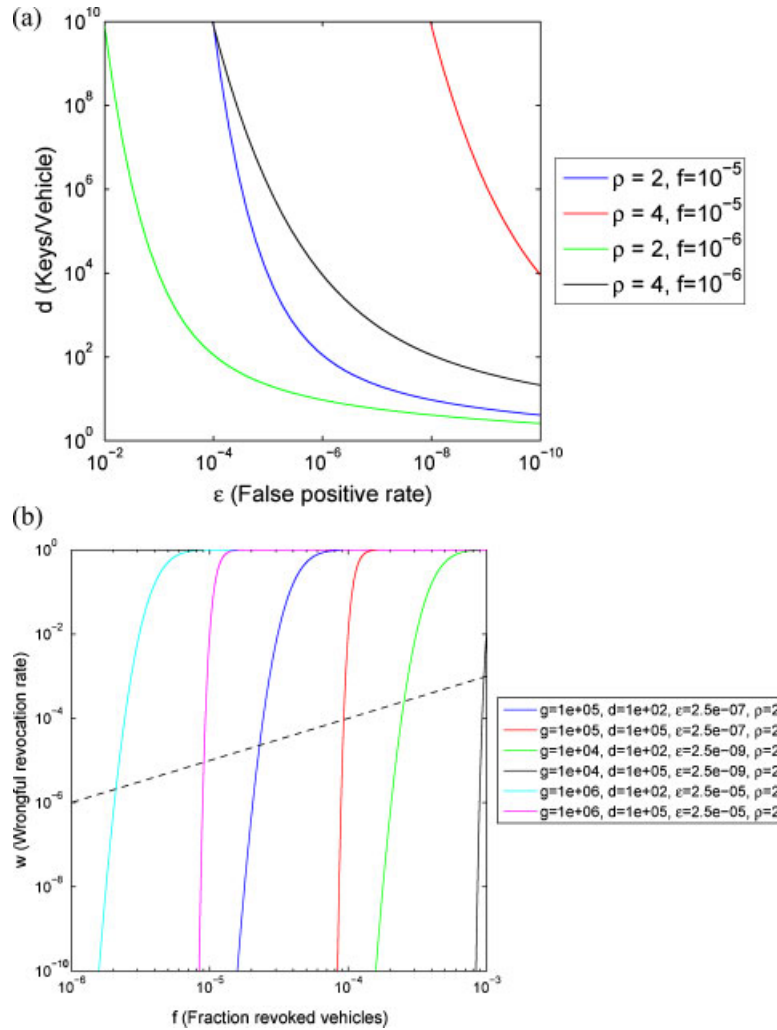 (a)
10^10
10^8
10^6
10^4
10^2
10^0
d (Keys/Vehicle)
10^−2
10^−4
10^−6
10^−8
10^−10
ε (False positive rate)
ρ = 2, f=10^−5
ρ = 4, f=10^−5
ρ = 2, f=10^−6
ρ = 4, f=10^−6
(b)
10^0
10^−2
10^−4
10^−6
10^−8
10^−10
w (Wrongful revocation rate)
10^−6
10^−5
10^−4
10^−3
f (Fraction revoked vehicles)
g=1e+05, d=1e+02, ε=2.5e−07, ρ=2
g=1e+05, d=1e+05, ε=2.5e−07, ρ=2
g=1e+04, d=1e+02, ε=2.5e−09, ρ=2
g=1e+04, d=1e+05, ε=2.5e−09, ρ=2
g=1e+06, d=1e+02, ε=2.5e−05, ρ=2
g=1e+06, d=1e+05, ε=2.5e−05, ρ=2